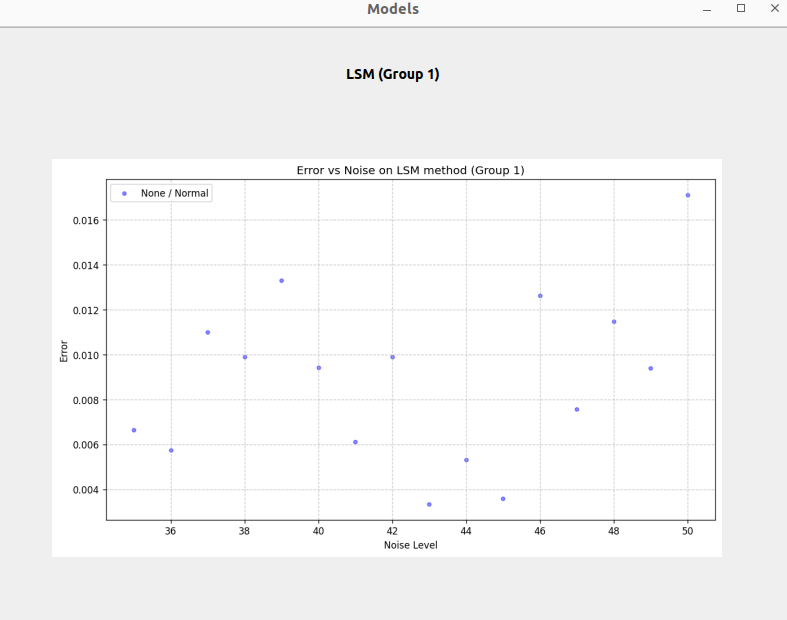 Models
LSM (Group 1)
Error vs Noise on LSM method (Group 1)
None / Normal
0.016
0.014
0.012
0.010
0.008
0.006
0.004
Error
36 38 40 42 44 46 48 50
Noise Level